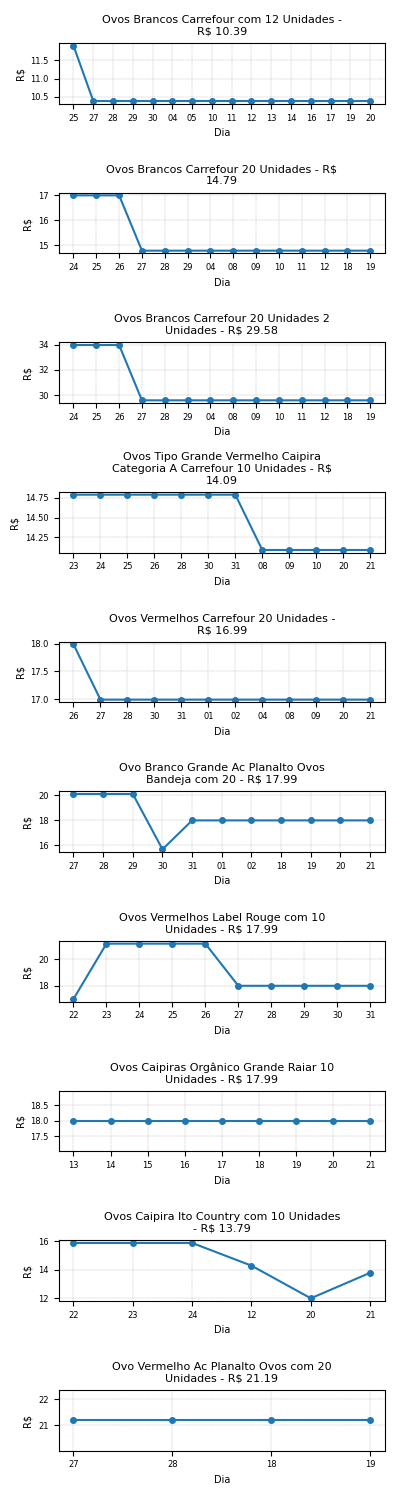 Ovos Brancos Carrefour com 12 Unidades -
R$ 10.39
11.5
11.0
10.5
R$
25 27 28 29 30 04 05 10 11 12 13 14 16 17 19 20
Dia
Ovos Brancos Carrefour 20 Unidades - R$
14.79
17
16
15
R$
24 25 26 27 28 29 04 08 09 10 11 12 18 19
Dia
Ovos Brancos Carrefour 20 Unidades 2
Unidades - R$ 29.58
34
32
30
R$
24 25 26 27 28 29 04 08 09 10 11 12 18 19
Dia
Ovos Tipo Grande Vermelho Caipira
Categoria A Carrefour 10 Unidades - R$
14.09
14.75
14.50
14.25
R$
23 24 25 26 28 30 31 08 09 10 20 21
Dia
Ovos Vermelhos Carrefour 20 Unidades -
R$ 16.99
18.0
17.5
17.0
R$
26 27 28 30 31 01 02 04 08 09 20 21
Dia
Ovo Branco Grande Ac Planalto Ovos
Bandeja com 20 - R$ 17.99
20
18
16
R$
27 28 29 30 31 01 02 18 19 20 21
Dia
Ovos Vermelhos Label Rouge com 10
Unidades - R$ 17.99
20
18
R$
22 23 24 25 26 27 28 29 30 31
Dia
Ovos Caipiras Orgânico Grande Raiar 10
Unidades - R$ 17.99
18.5
18.0
17.5
R$
13 14 15 16 17 18 19 20 21
Dia
Ovos Caipira Ito Country com 10 Unidades
- R$ 13.79
16
14
12
R$
22 23 24 12 20 21
Dia
Ovo Vermelho Ac Planalto Ovos com 20
Unidades - R$ 21.19
22
21
R$
27 28 18 19
Dia